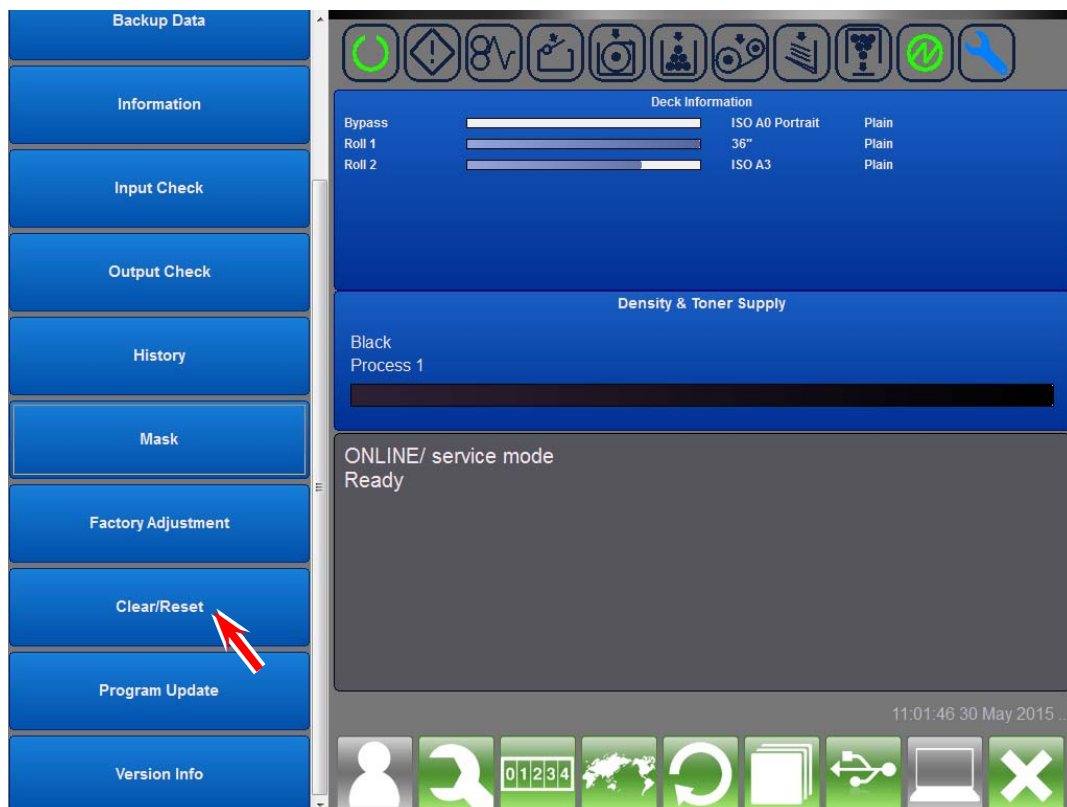 Backup Data
Information
Input Check
Output Check
History
Mask
Factory Adjustment
Clear/Reset
Program Update
Version Info
Deck Information
Bypass ISO A0 Portrait Plain
Roll 1 36" Plain
Roll 2 ISO A3 Plain
Density & Toner Supply
Black
Process 1
ONLINE/ service mode
Ready
11:01:46 30 May 2015 ..
01234